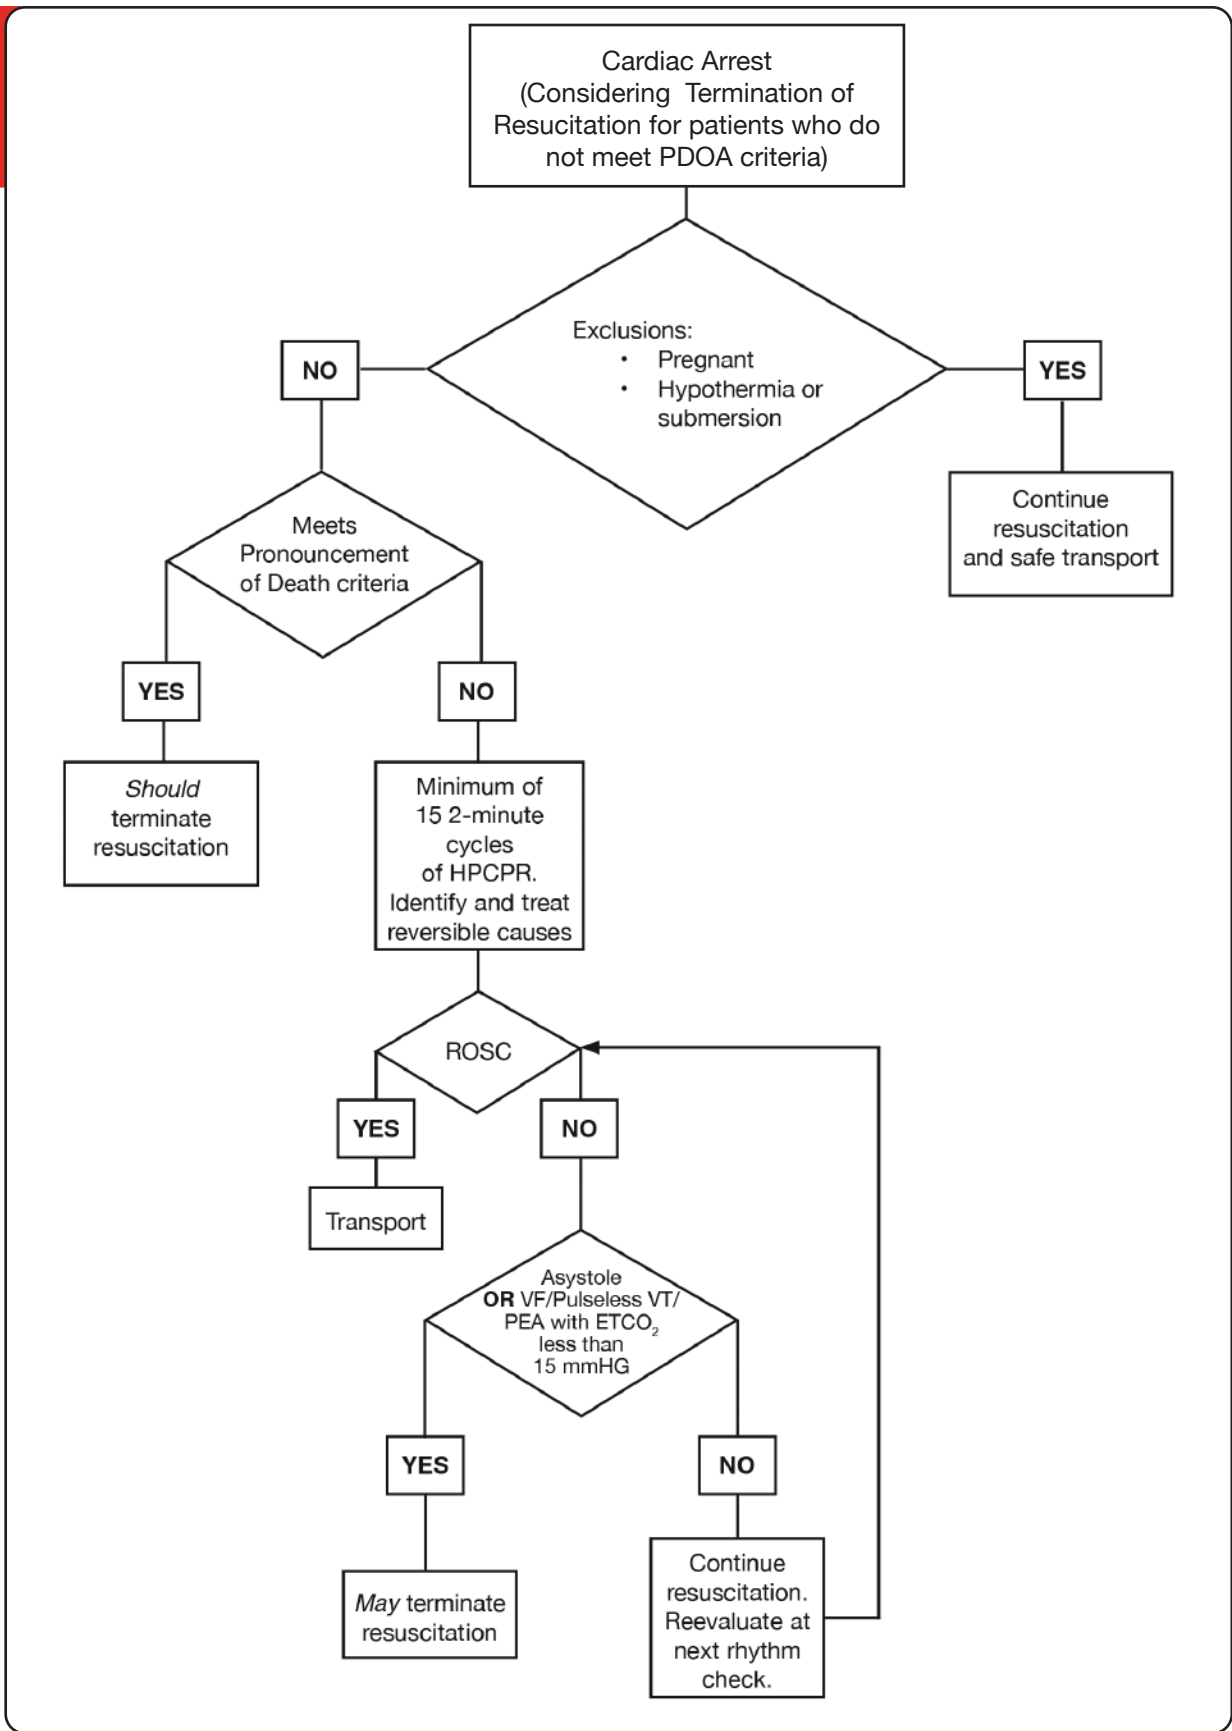 Cardiac Arrest
(Considering Termination of
Resucitation for patients who do
not meet PDOA criteria)
Exclusions:
• Pregnant
• Hypothermia or
submersion
NO
YES
Continue
resuscitation
and safe transport
Meets
Pronouncement
of Death criteria
YES
NO
Should
terminate
resuscitation
Minimum of
15 2-minute
cycles
of HPCPR.
Identify and treat
reversible causes
ROSC
YES
NO
Transport
Asystole
OR VF/Pulseless VT/
PEA with ETCO₂
less than
15 mmHG
YES
NO
May terminate
resuscitation
Continue
resuscitation.
Reevaluate at
next rhythm
check.